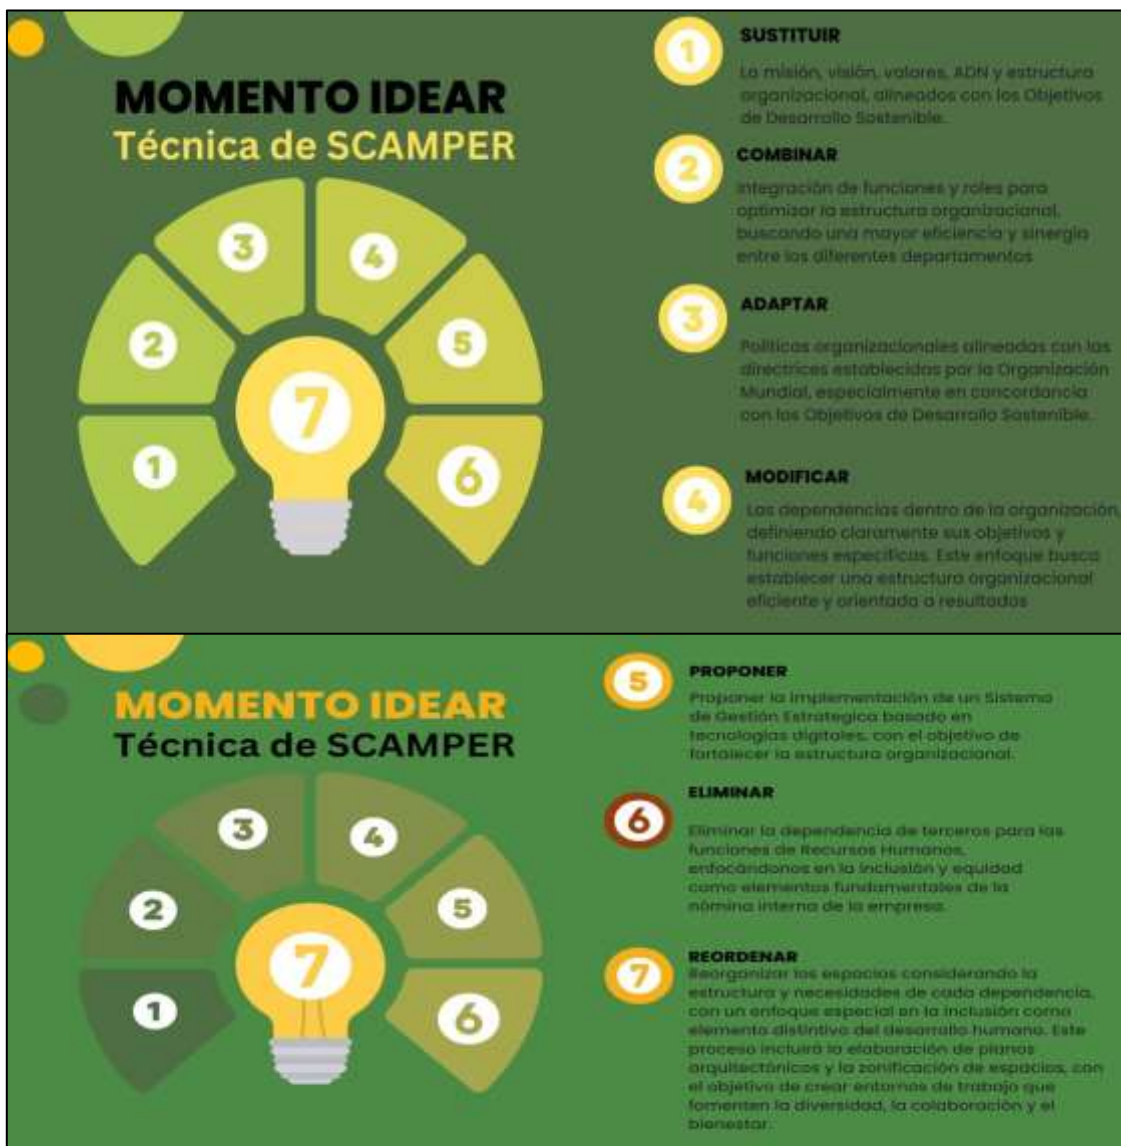 MOMENTO IDEAR
Técnica de SCAMPER
1
2
3
4
5
6
7
1
SUSTITUIR
La misión, visión, valores, ADN y estructura
organizacional, alineados con los Objetivos
de Desarrollo Sostenible.
2
COMBINAR
Integración de funciones y roles para
optimizar la estructura organizacional,
buscando una mayor eficiencia y sinergia
entre los diferentes departamentos
3
ADAPTAR
Políticas organizacionales alineadas con las
directrices establecidas por la Organización
Mundial, especialmente en concordancia
con los Objetivos de Desarrollo Sostenible.
4
MODIFICAR
Las dependencias dentro de la organización,
definiendo claramente sus objetivos y
funciones específicas. Este enfoque busca
establecer una estructura organizacional
eficiente y orientada a resultados
MOMENTO IDEAR
Técnica de SCAMPER
1
2
3
4
5
6
7
5
PROPONER
Proponer la implementación de un Sistema
de Gestión Estrategica basado en
tecnologías digitales, con el objetivo de
fortalecer la estructura organizacional.
6
ELIMINAR
Eliminar la dependencia de terceros para las
funciones de Recursos Humanos,
enfocándonos en la inclusión y equidad
como elementos fundamentales de la
nómina interna de la empresa.
7
REORDENAR
Reorganizar los espacios considerando la
estructura y necesidades de cada dependencia,
con un enfoque especial en la inclusión como
elemento distintivo del desarrollo humano. Este
proceso incluirá la elaboración de planos
arquitectónicos y la zonificación de espacios, con
el objetivo de crear entornos de trabajo que
fomenten la diversidad, la colaboración y el
bienestar.